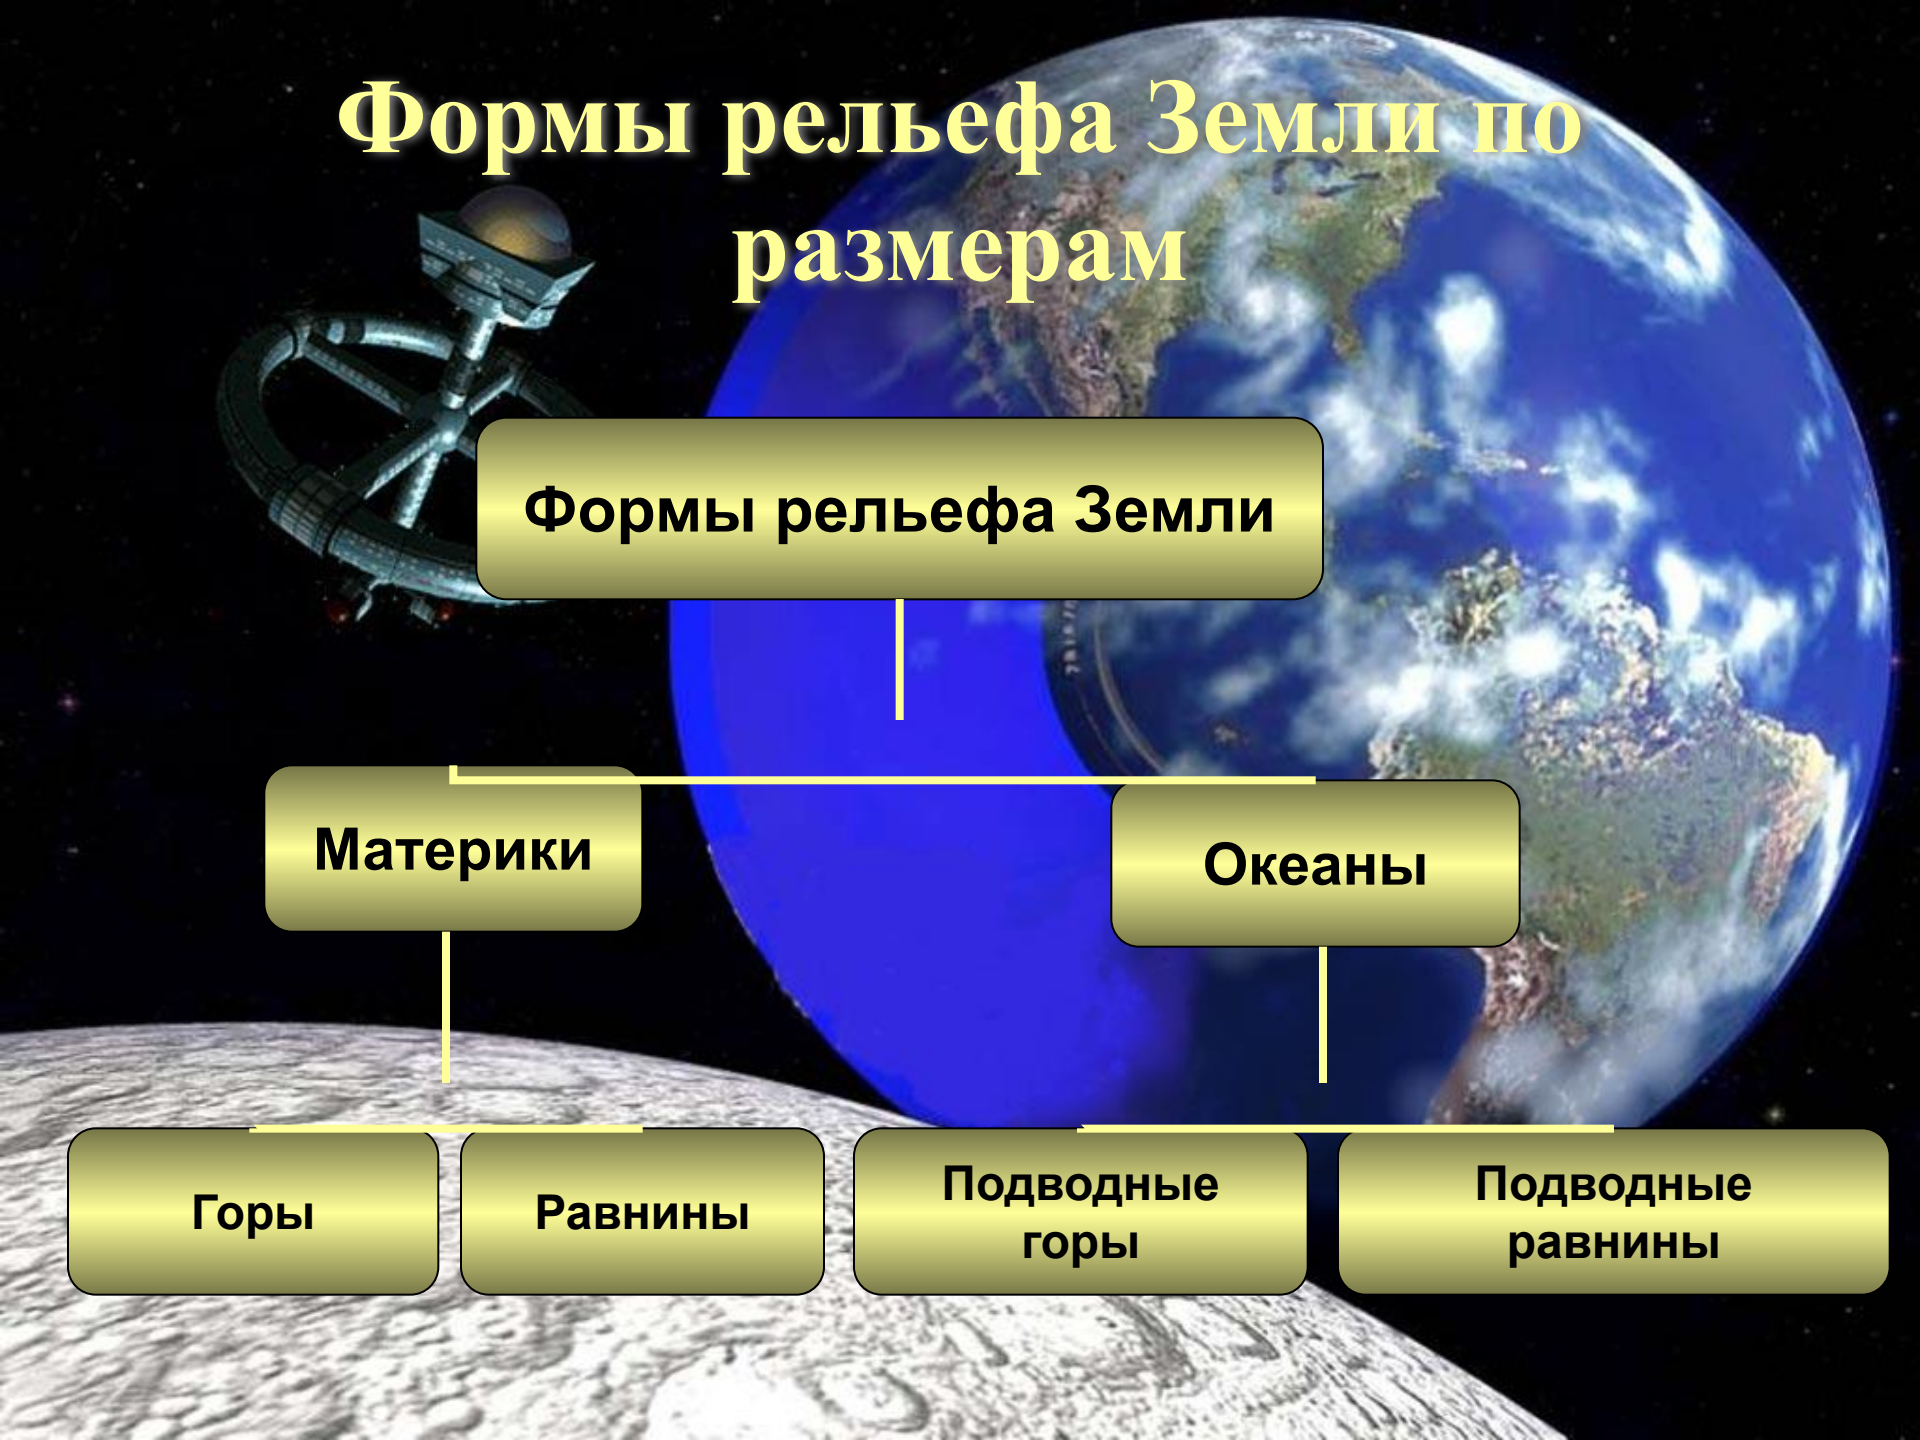 Формы рельефа Земли по
размерам
Формы рельефа Земли
Материки
Океаны
Горы
Равнины
Подводные
горы
Подводные
равнины